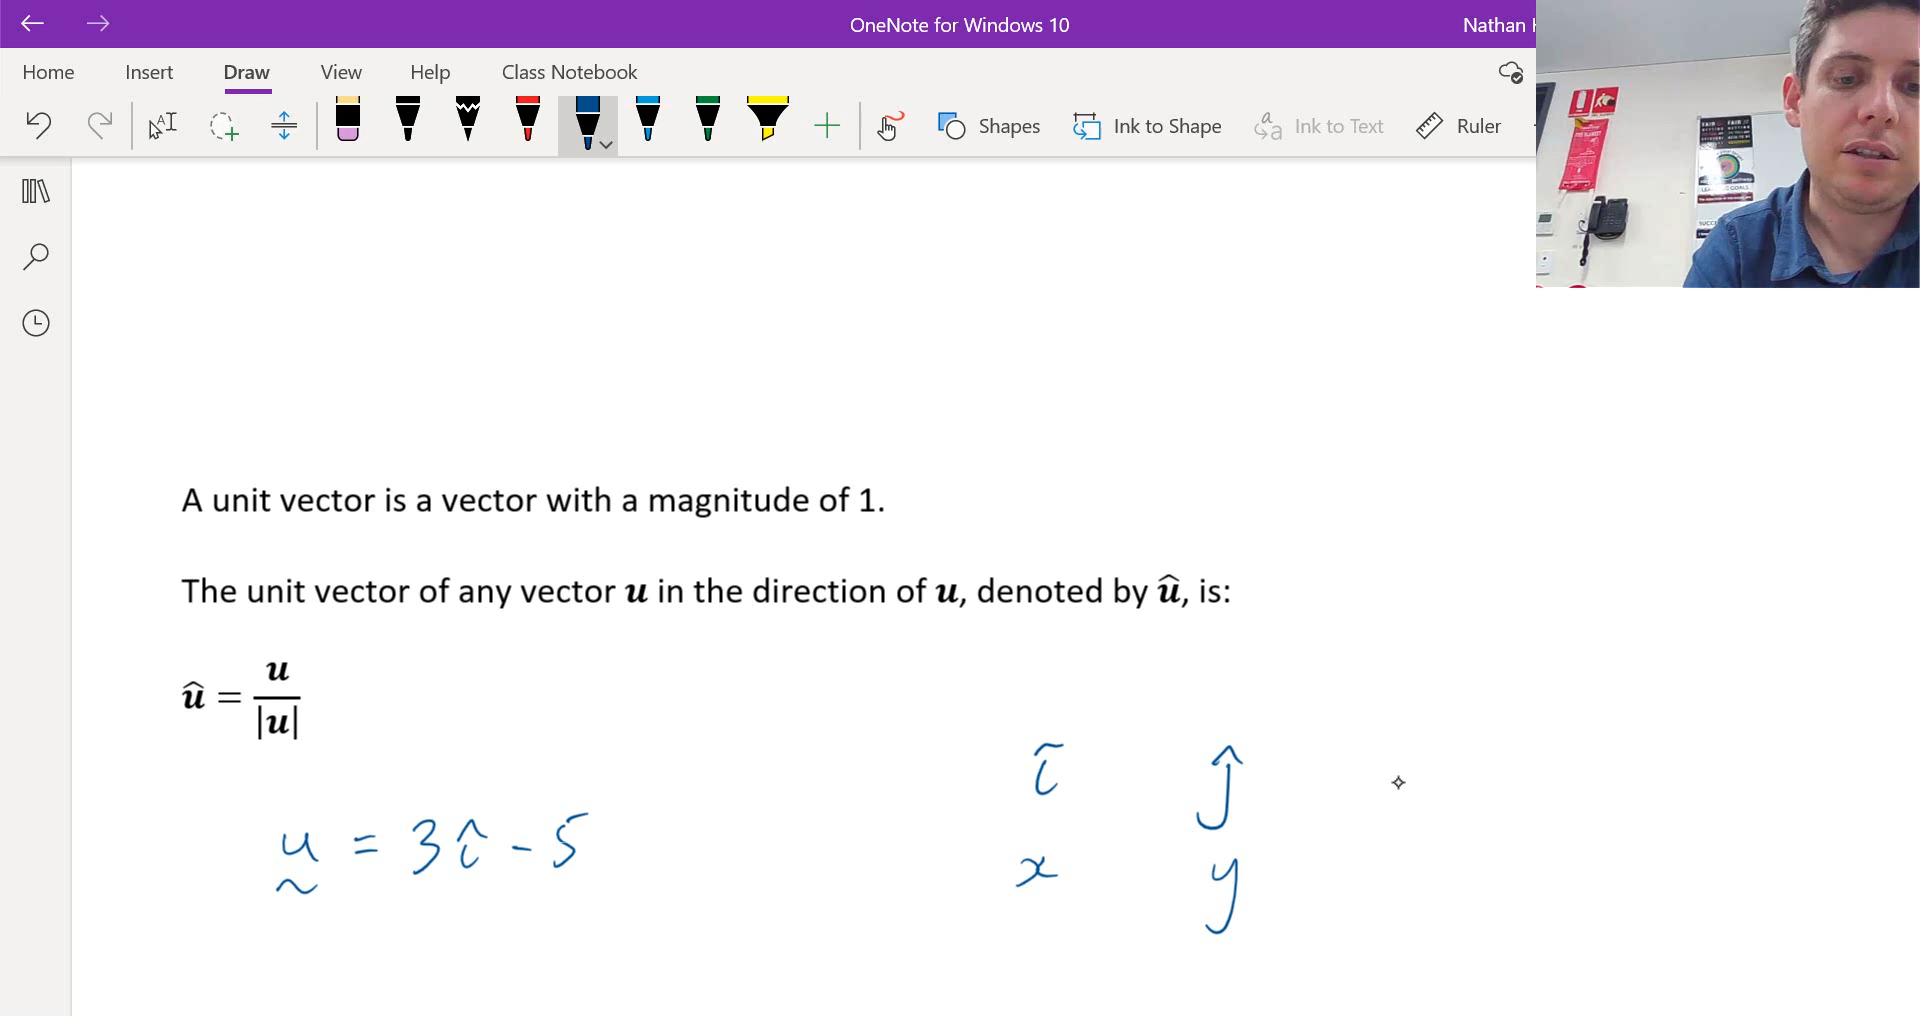 OneNote for Windows 10
Nathan
Home Insert Draw View Help Class Notebook
Shapes Ink to Shape Ink to Text Ruler
A unit vector is a vector with a magnitude of 1.
The unit vector of any vector u in the direction of u, denoted by û, is:
û = u / |u|
î ĵ
u = 3î - 5
x y